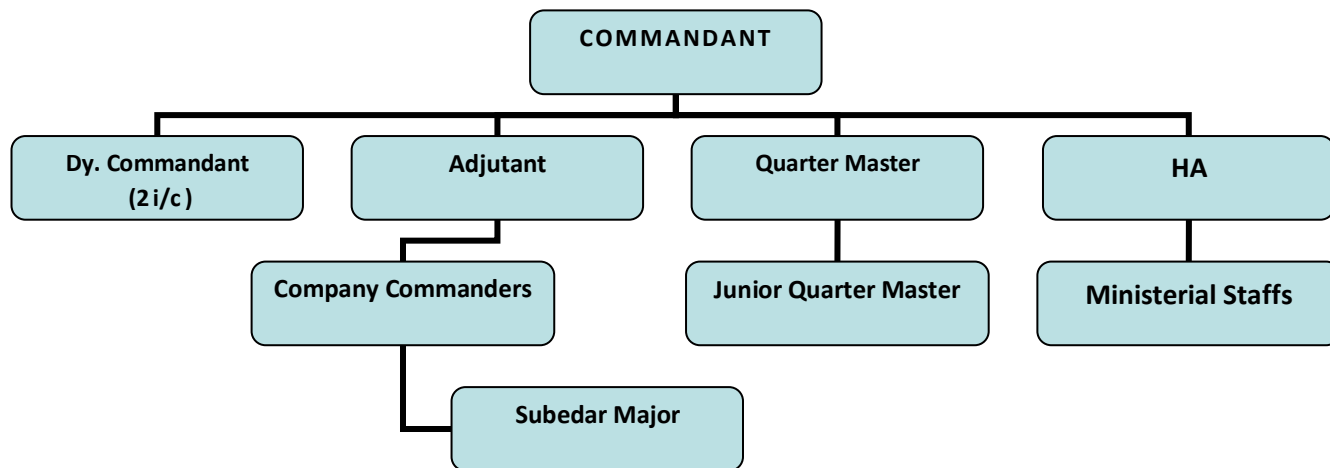 COMMANDANT
Dy. Commandant
(2 i/c )
Adjutant
Quarter Master
HA
Company Commanders
Junior Quarter Master
Ministerial Staffs
Subedar Major